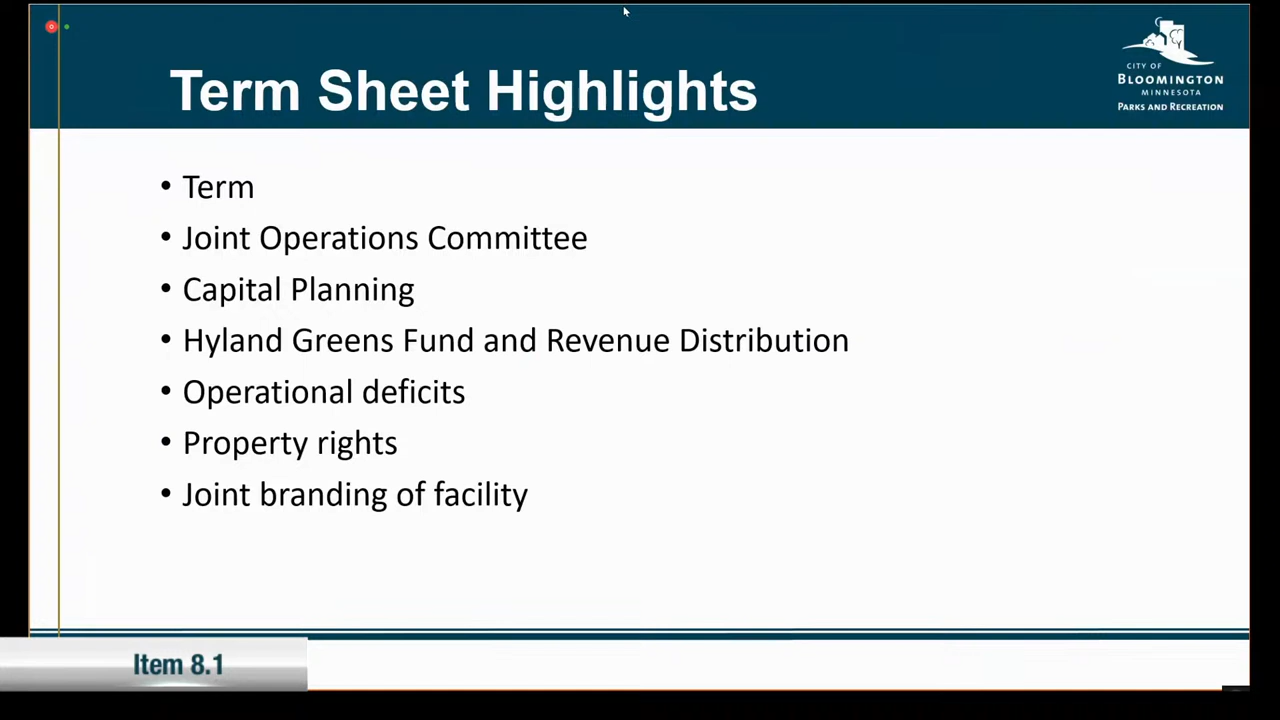 CITY OF
BLOOMINGTON
MINNESOTA
PARKS AND RECREATION
Term Sheet Highlights
• Term
• Joint Operations Committee
• Capital Planning
• Hyland Greens Fund and Revenue Distribution
• Operational deficits
• Property rights
• Joint branding of facility
Item 8.1